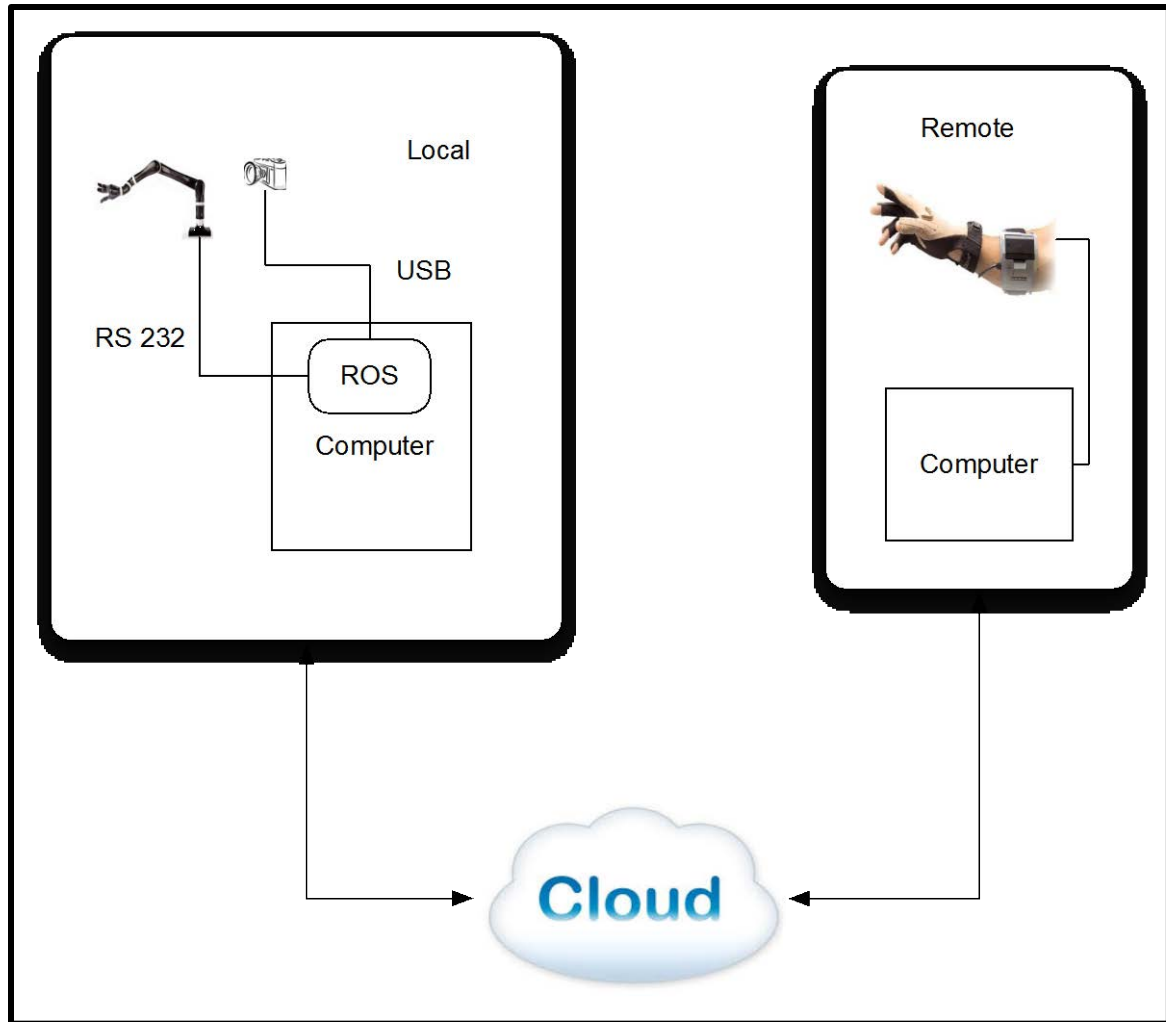 Local
USB
RS 232
ROS
Computer
Remote
Computer
Cloud